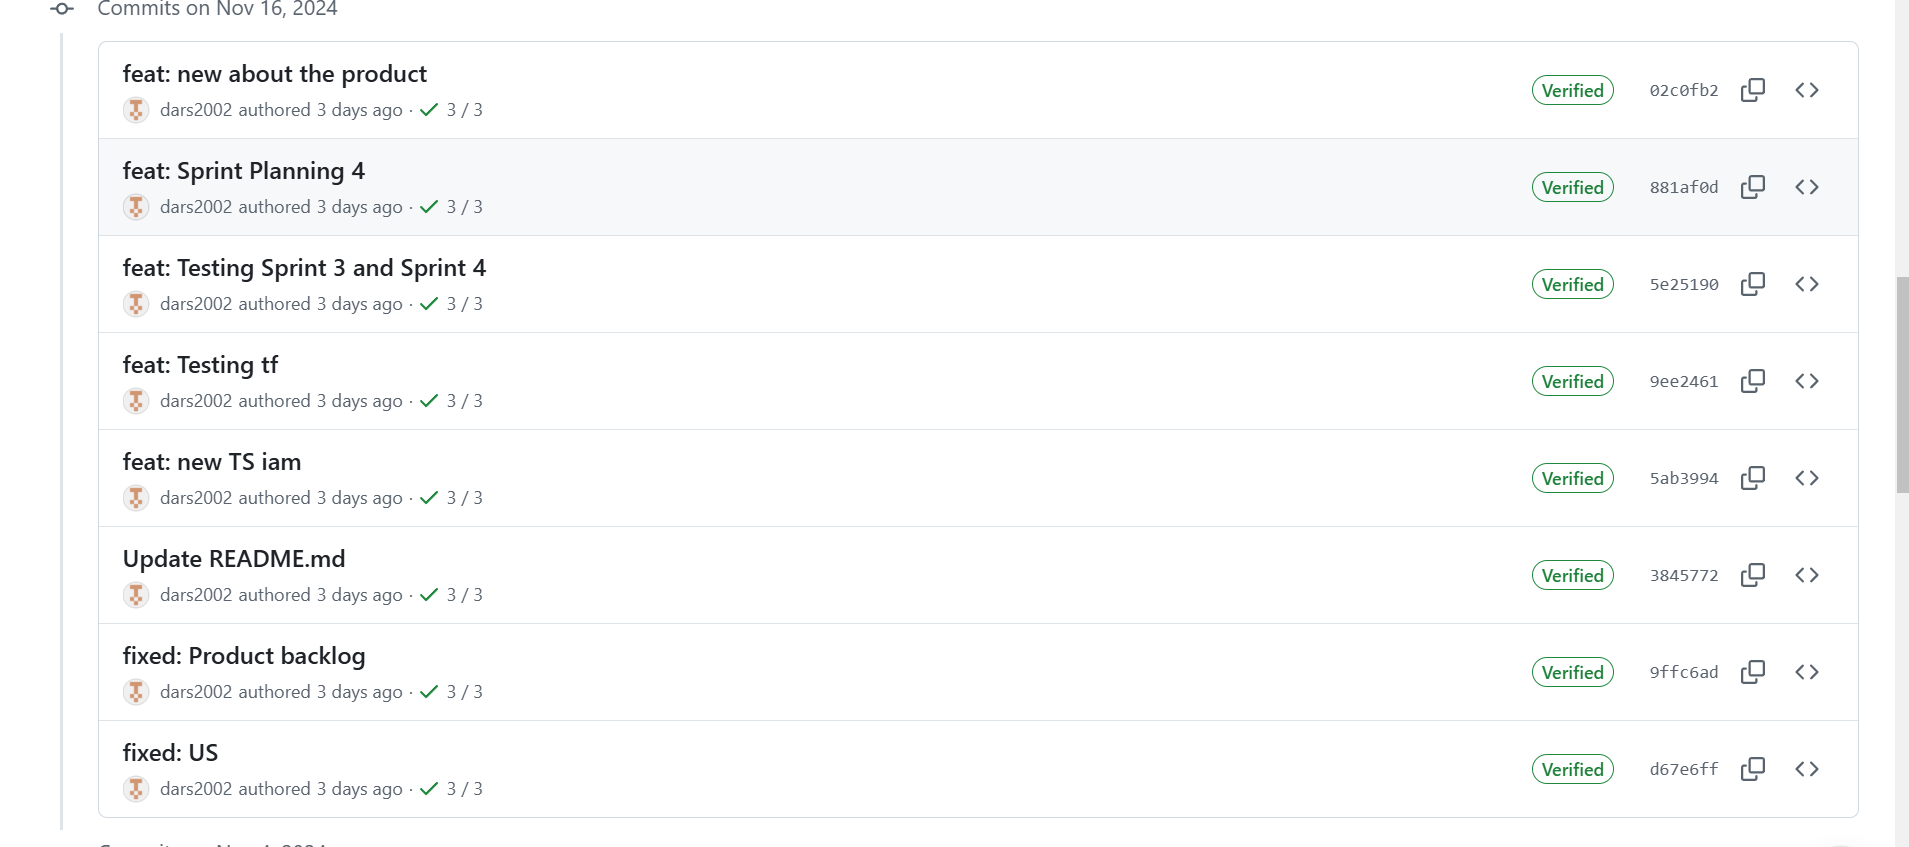 Commits on Nov 16, 2024
feat: new about the product
dars2002 authored 3 days ago · 3 / 3
Verified
02c0fb2
feat: Sprint Planning 4
dars2002 authored 3 days ago · 3 / 3
Verified
881af0d
feat: Testing Sprint 3 and Sprint 4
dars2002 authored 3 days ago · 3 / 3
Verified
5e25190
feat: Testing tf
dars2002 authored 3 days ago · 3 / 3
Verified
9ee2461
feat: new TS iam
dars2002 authored 3 days ago · 3 / 3
Verified
5ab3994
Update README.md
dars2002 authored 3 days ago · 3 / 3
Verified
3845772
fixed: Product backlog
dars2002 authored 3 days ago · 3 / 3
Verified
9ffc6ad
fixed: US
dars2002 authored 3 days ago · 3 / 3
Verified
d67e6ff